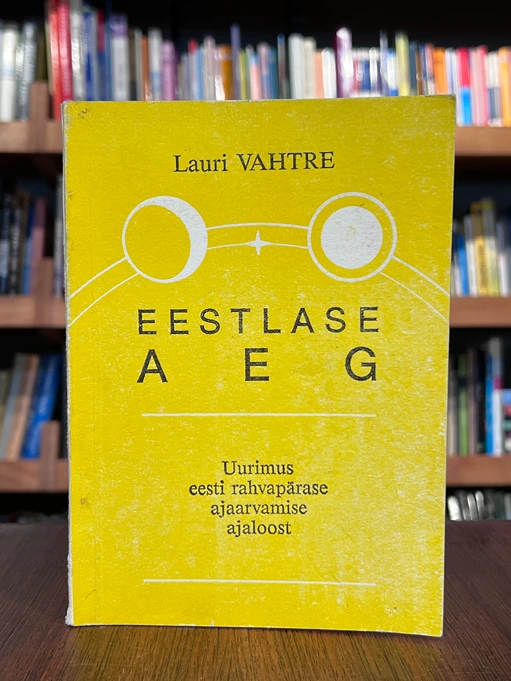 Lauri VAHTRE
EESTLASE
AEG
Uurimus
eesti rahvapärase
ajaarvamise
ajaloost